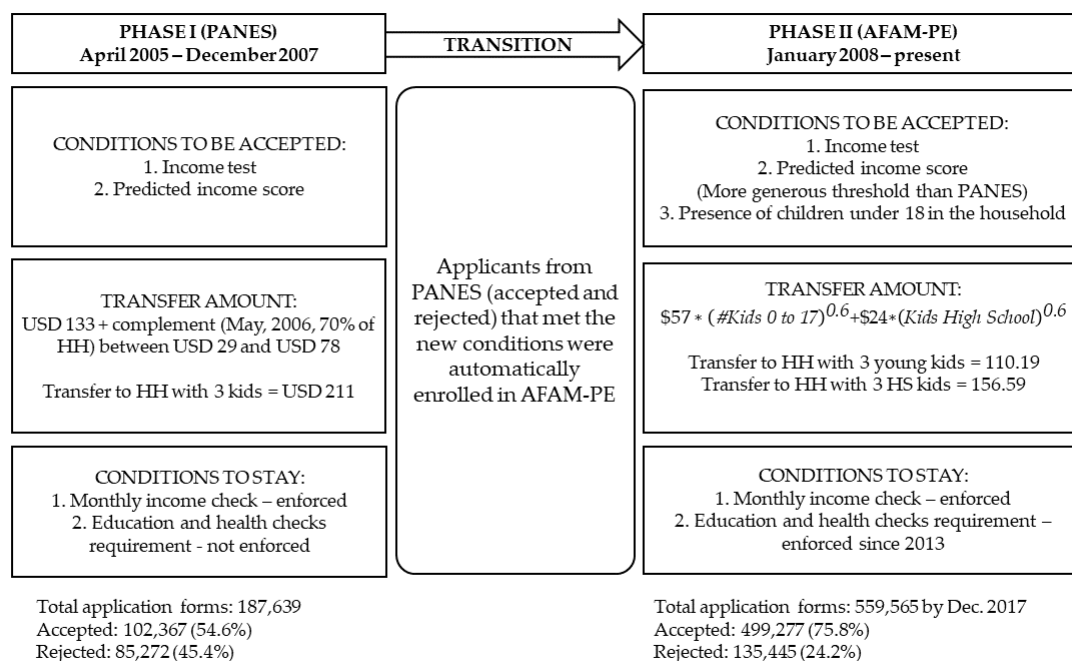 PHASE I (PANES)
April 2005 – December 2007
TRANSITION
PHASE II (AFAM-PE)
January 2008 – present
CONDITIONS TO BE ACCEPTED:
1. Income test
2. Predicted income score
TRANSFER AMOUNT:
USD 133 + complement (May, 2006, 70% of
HH) between USD 29 and USD 78
Transfer to HH with 3 kids = USD 211
CONDITIONS TO STAY:
1. Monthly income check – enforced
2. Education and health checks
requirement - not enforced
Total application forms: 187,639
Accepted: 102,367 (54.6%)
Rejected: 85,272 (45.4%)
Applicants from
PANES (accepted and
rejected) that met the
new conditions were
automatically
enrolled in AFAM-PE
CONDITIONS TO BE ACCEPTED:
1. Income test
2. Predicted income score
(More generous threshold than PANES)
3. Presence of children under 18 in the household
TRANSFER AMOUNT:
$57 * (#Kids 0 to 17)^0.6+$24*(Kids High School)^0.6
Transfer to HH with 3 young kids = 110.19
Transfer to HH with 3 HS kids = 156.59
CONDITIONS TO STAY:
1. Monthly income check – enforced
2. Education and health checks requirement –
enforced since 2013
Total application forms: 559,565 by Dec. 2017
Accepted: 499,277 (75.8%)
Rejected: 135,445 (24.2%)